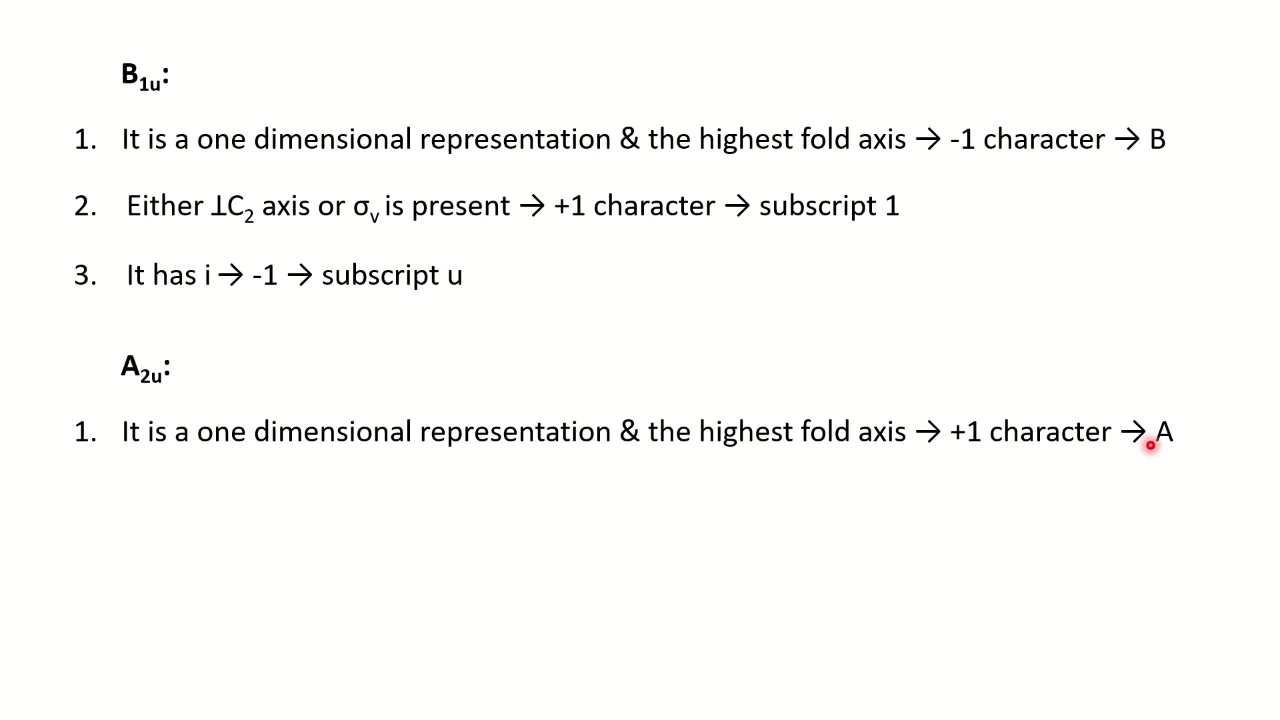 B₁ᵤ:
1. It is a one dimensional representation & the highest fold axis → -1 character → B
2. Either ⊥C₂ axis or σᵥ is present → +1 character → subscript 1
3. It has i → -1 → subscript u
A₂ᵤ:
1. It is a one dimensional representation & the highest fold axis → +1 character → A